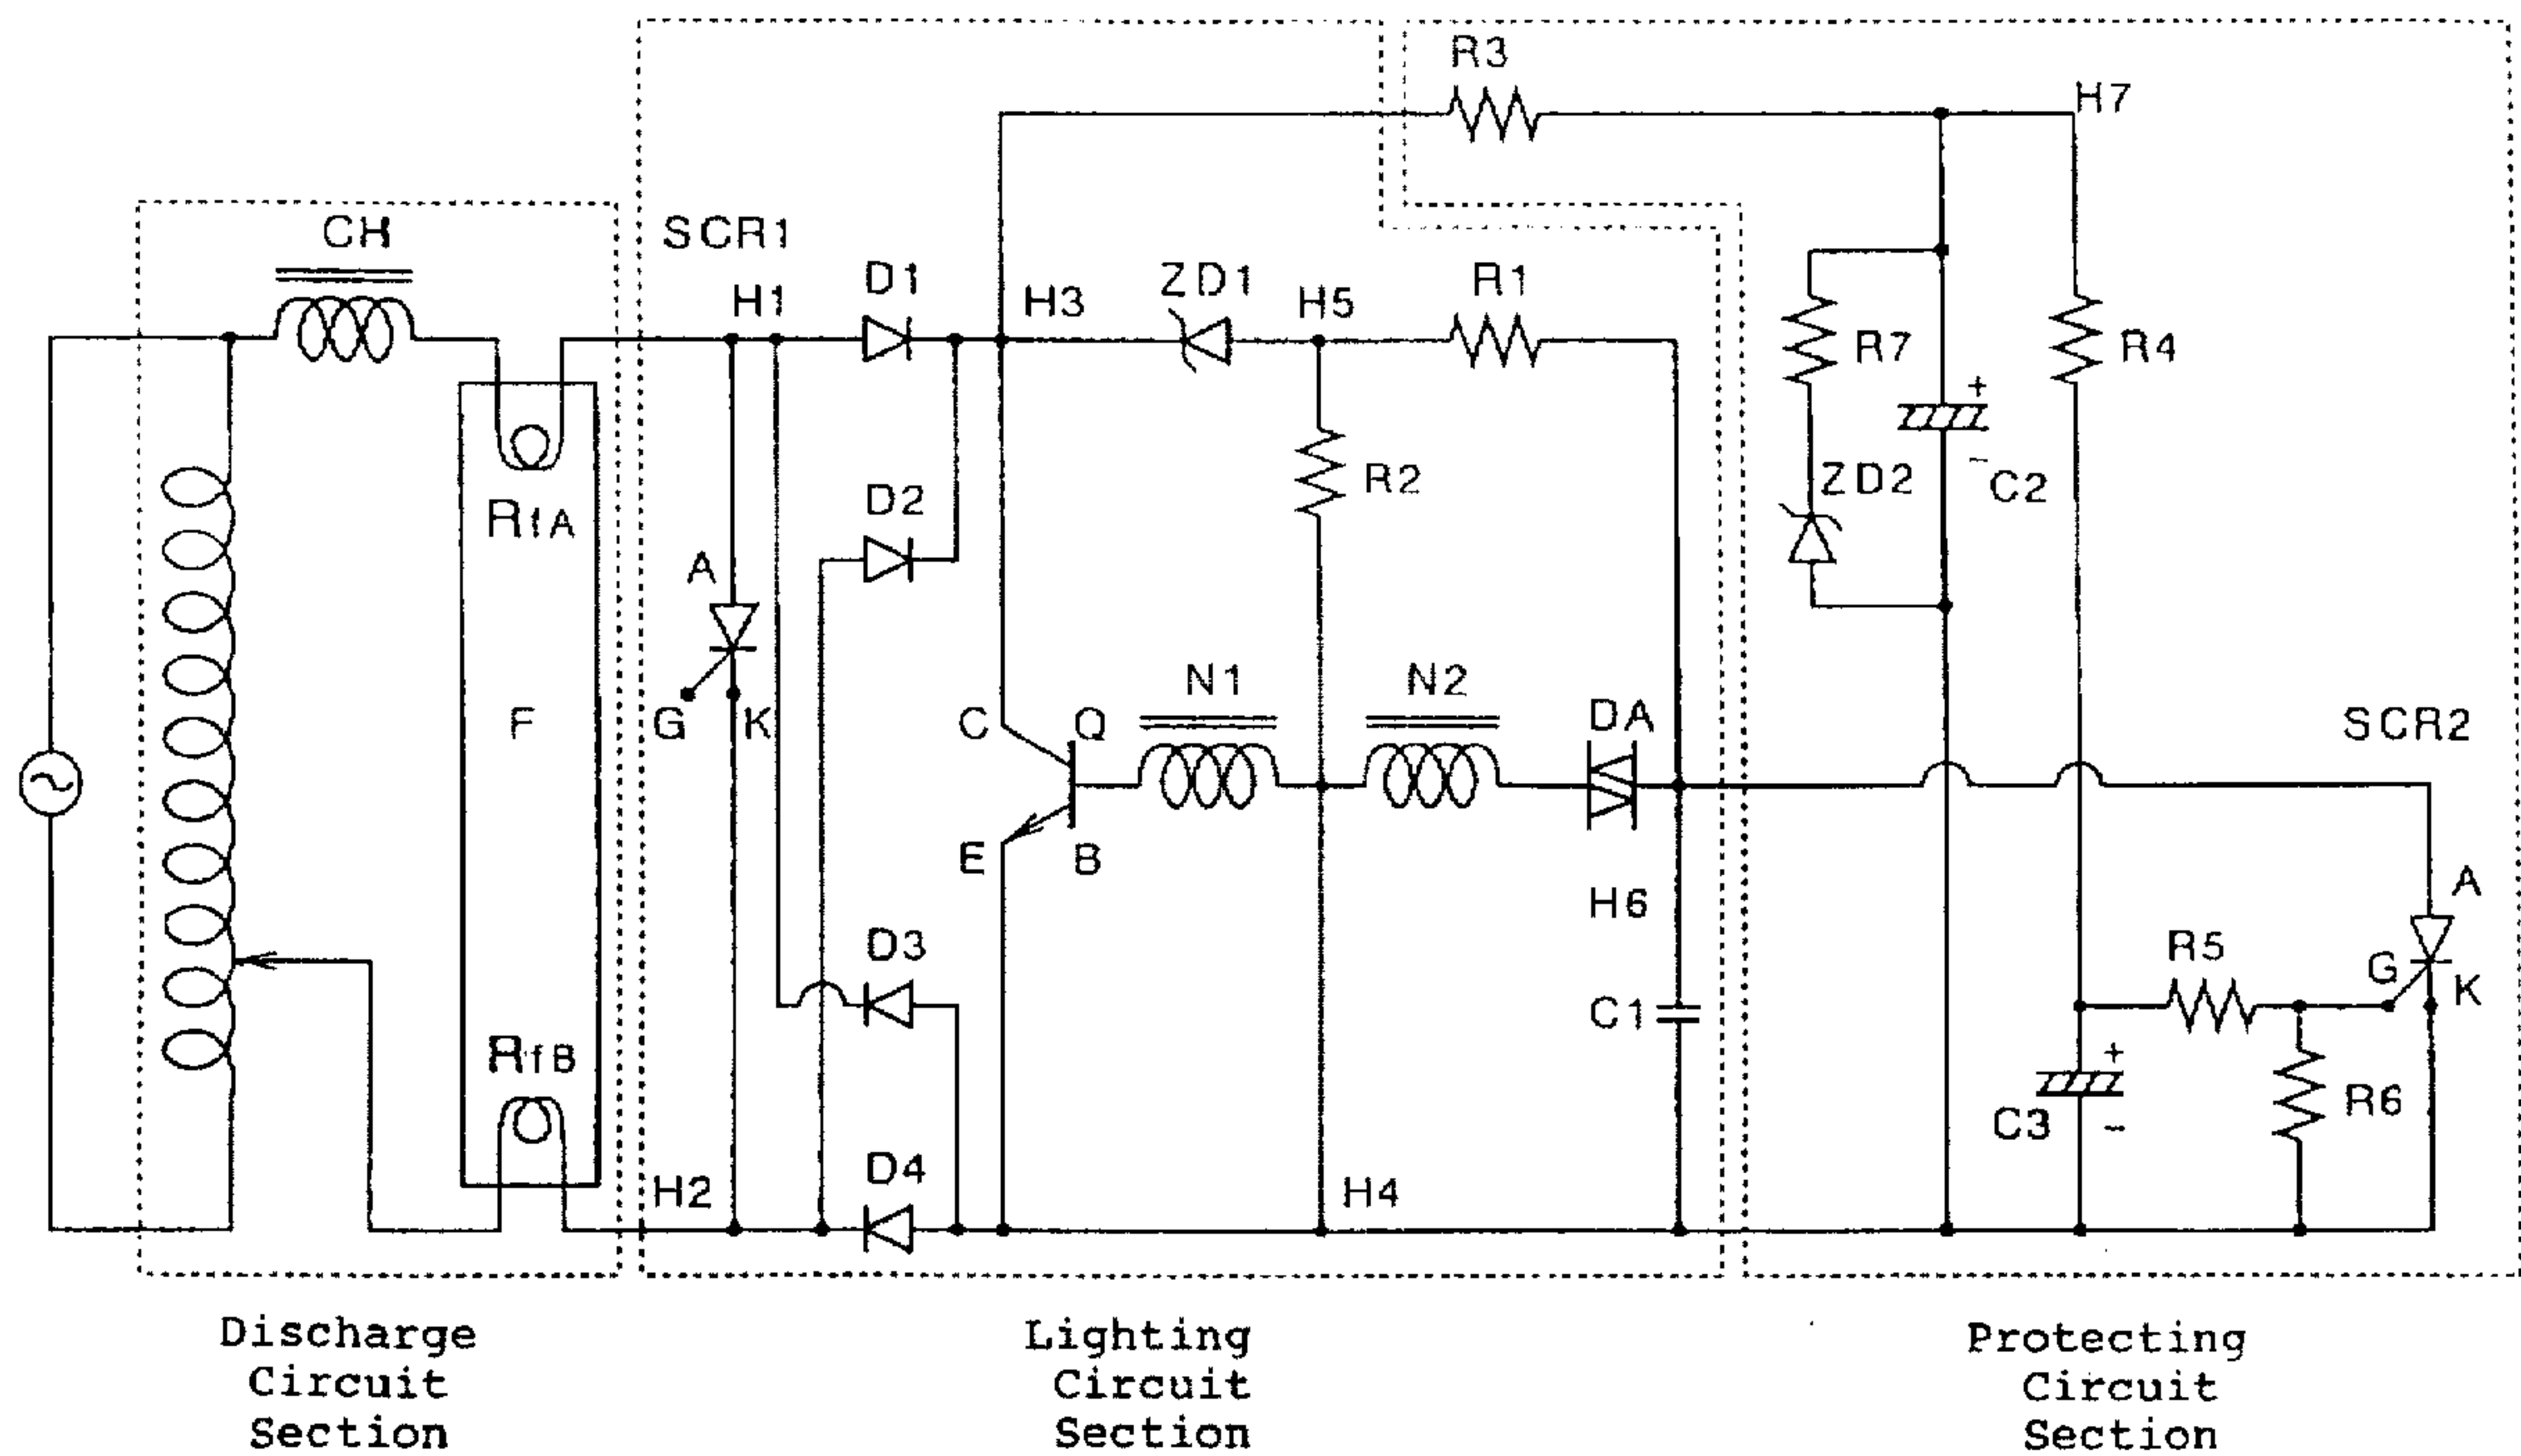 R3
H7
CH
SCR1
H1
D1
H3
ZD1
H5
R1
R7
R4
+
RfA
D2
R2
ZD2
- C2
A
F
G K
C Q
N1
N2
DA
SCR2
E B
H6
A
D3
R5
G
K
C1
RfB
+
C3 -
R6
H2
D4
H4
Discharge
Circuit
Section
Lighting
Circuit
Section
Protecting
Circuit
Section